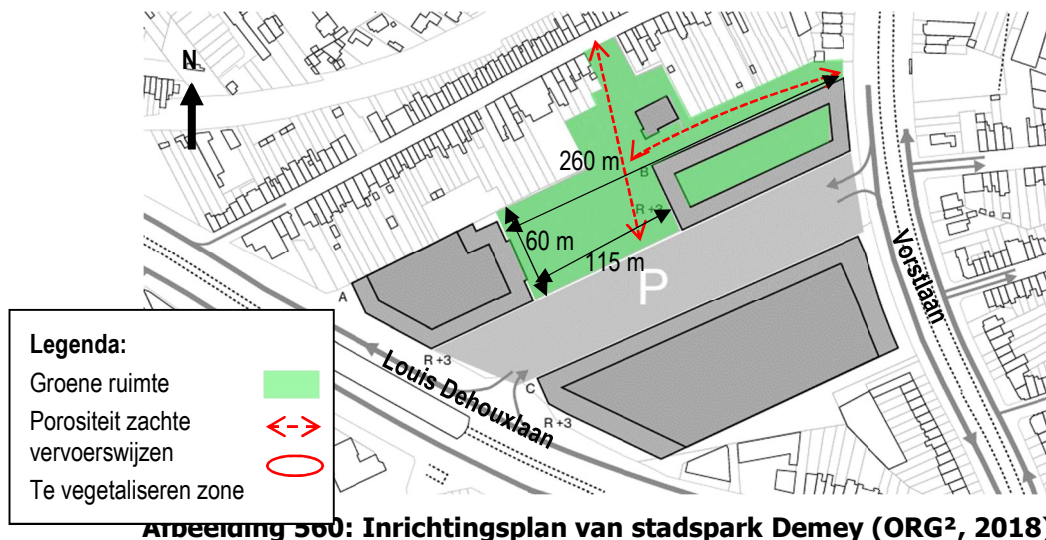 N
260 m
B
R+3
60 m
115 m
P
A
R+3
Louis Dehouxlaan
C
R+3
Vorstlaan
Legenda:
Groene ruimte
Porositeit zachte
vervoerswijzen
Te vegetaliseren zone
Afbeelding 560: Inrichtingsplan van stadspark Demey (ORG², 2018)